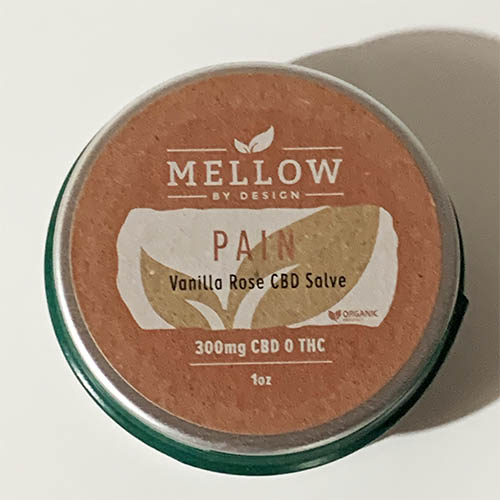 MELLOW
BY DESIGN
PAIN
Vanilla Rose CBD Salve
ORGANIC
300mg CBD 0 THC
1oz